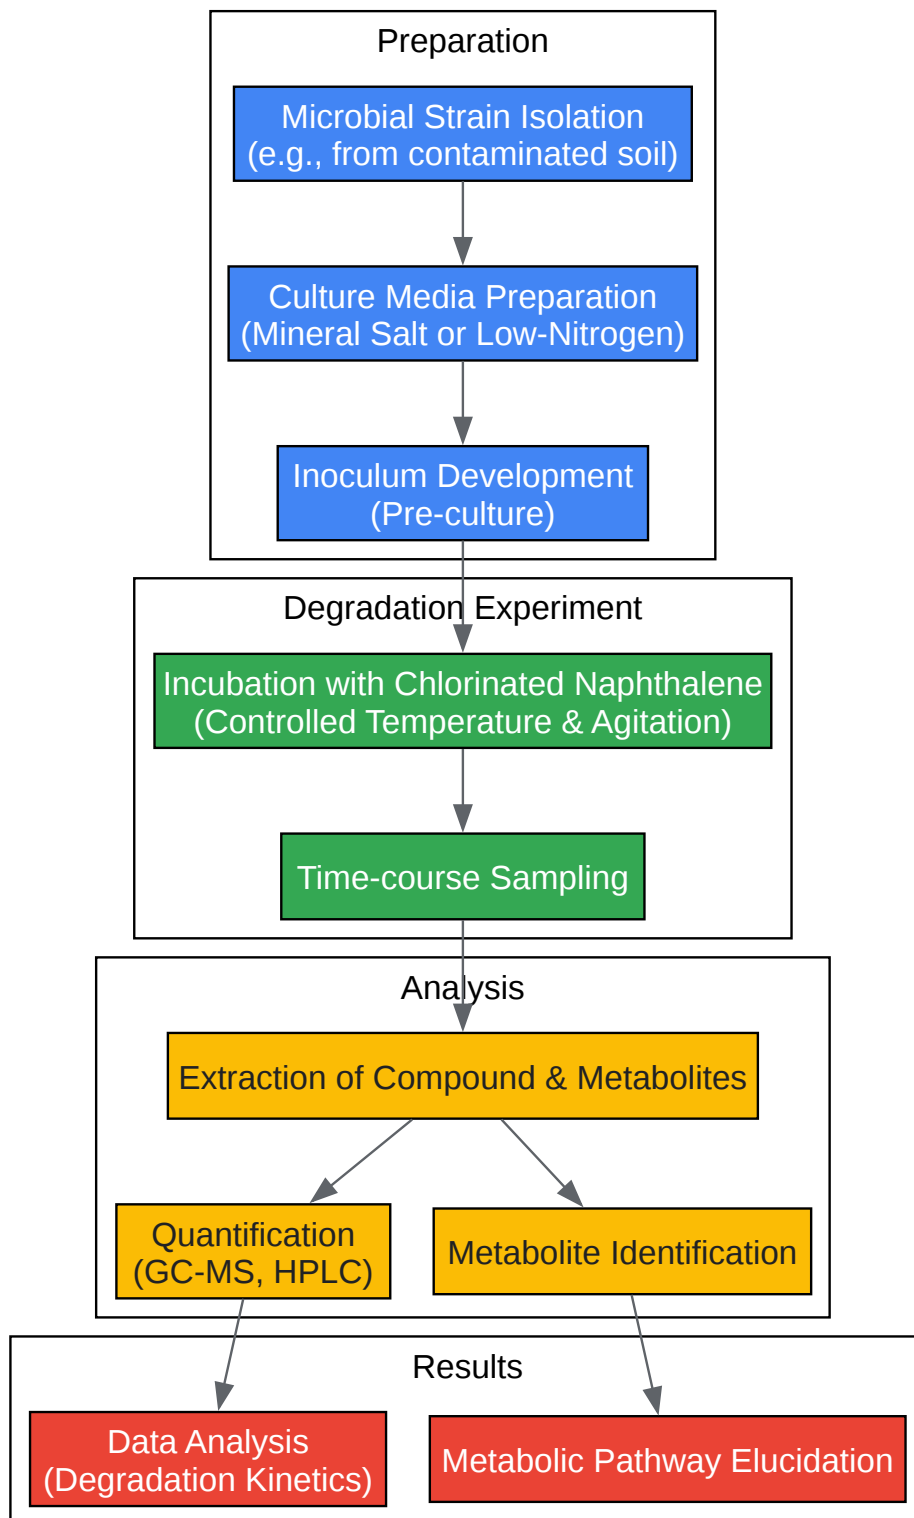 Preparation
Microbial Strain Isolation
(e.g., from contaminated soil)
Culture Media Preparation
(Mineral Salt or Low-Nitrogen)
Inoculum Development
(Pre-culture)
Degradation Experiment
Incubation with Chlorinated Naphthalene
(Controlled Temperature & Agitation)
Time-course Sampling
Analysis
Extraction of Compound & Metabolites
Quantification
(GC-MS, HPLC)
Metabolite Identification
Results
Data Analysis
(Degradation Kinetics)
Metabolic Pathway Elucidation